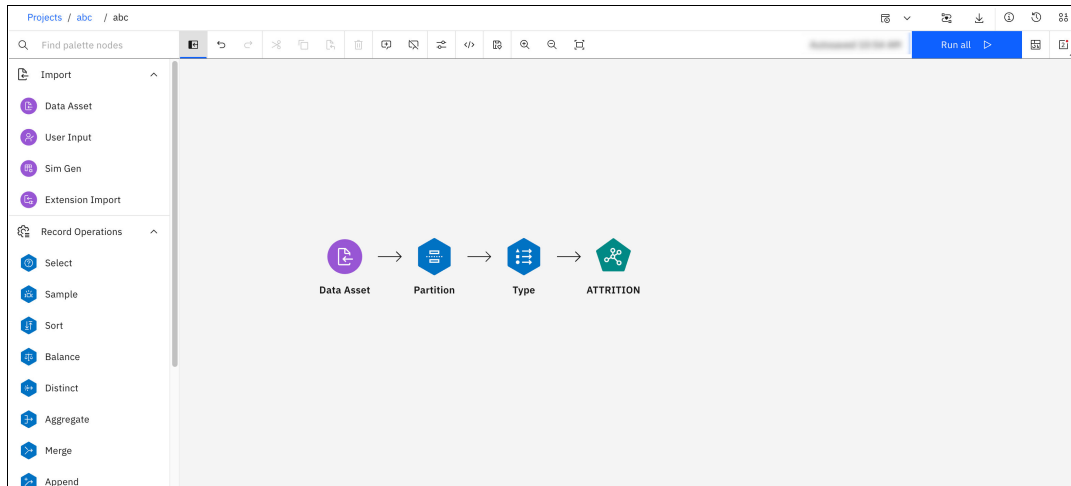 Projects / abc / abc
Find palette nodes
Run all
Import
Data Asset
User Input
Sim Gen
Extension Import
Record Operations
Select
Sample
Sort
Balance
Distinct
Aggregate
Merge
Append
Data Asset
Partition
Type
ATTRITION